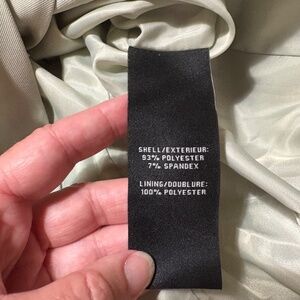 SHELL/EXTERIEUR:
93% POLYESTER
7% SPANDEX
LINING/DOUBLURE:
100% POLYESTER